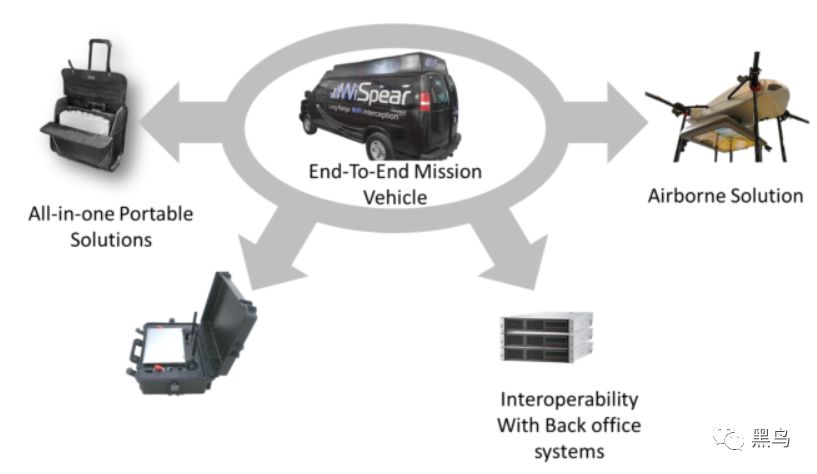 WiSpear
Long Range WiFi Interception
End-To-End Mission
Vehicle
All-in-one Portable
Solutions
Airborne Solution
Interoperability
With Back office
systems
黑鸟